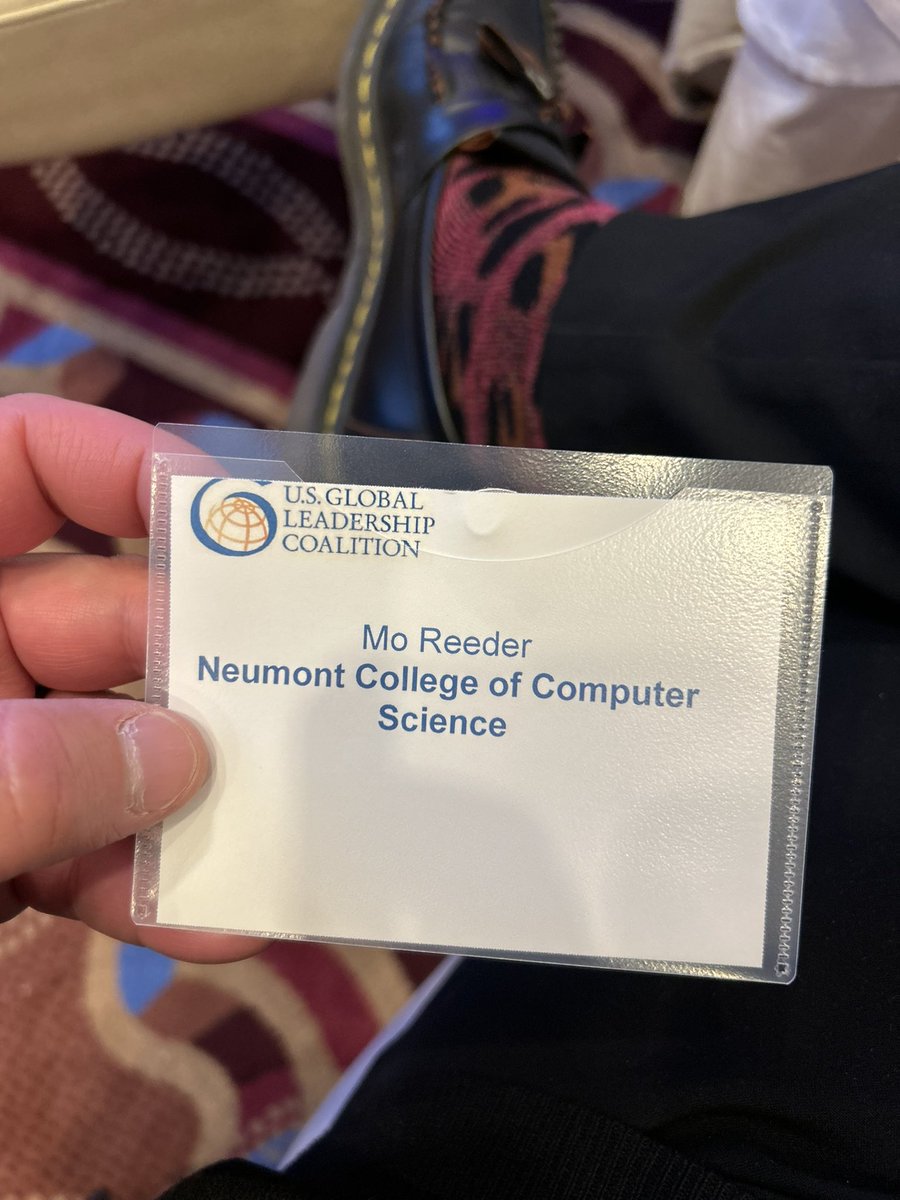 U.S. GLOBAL
LEADERSHIP
COALITION
Mo Reeder
Neumont College of Computer
Science